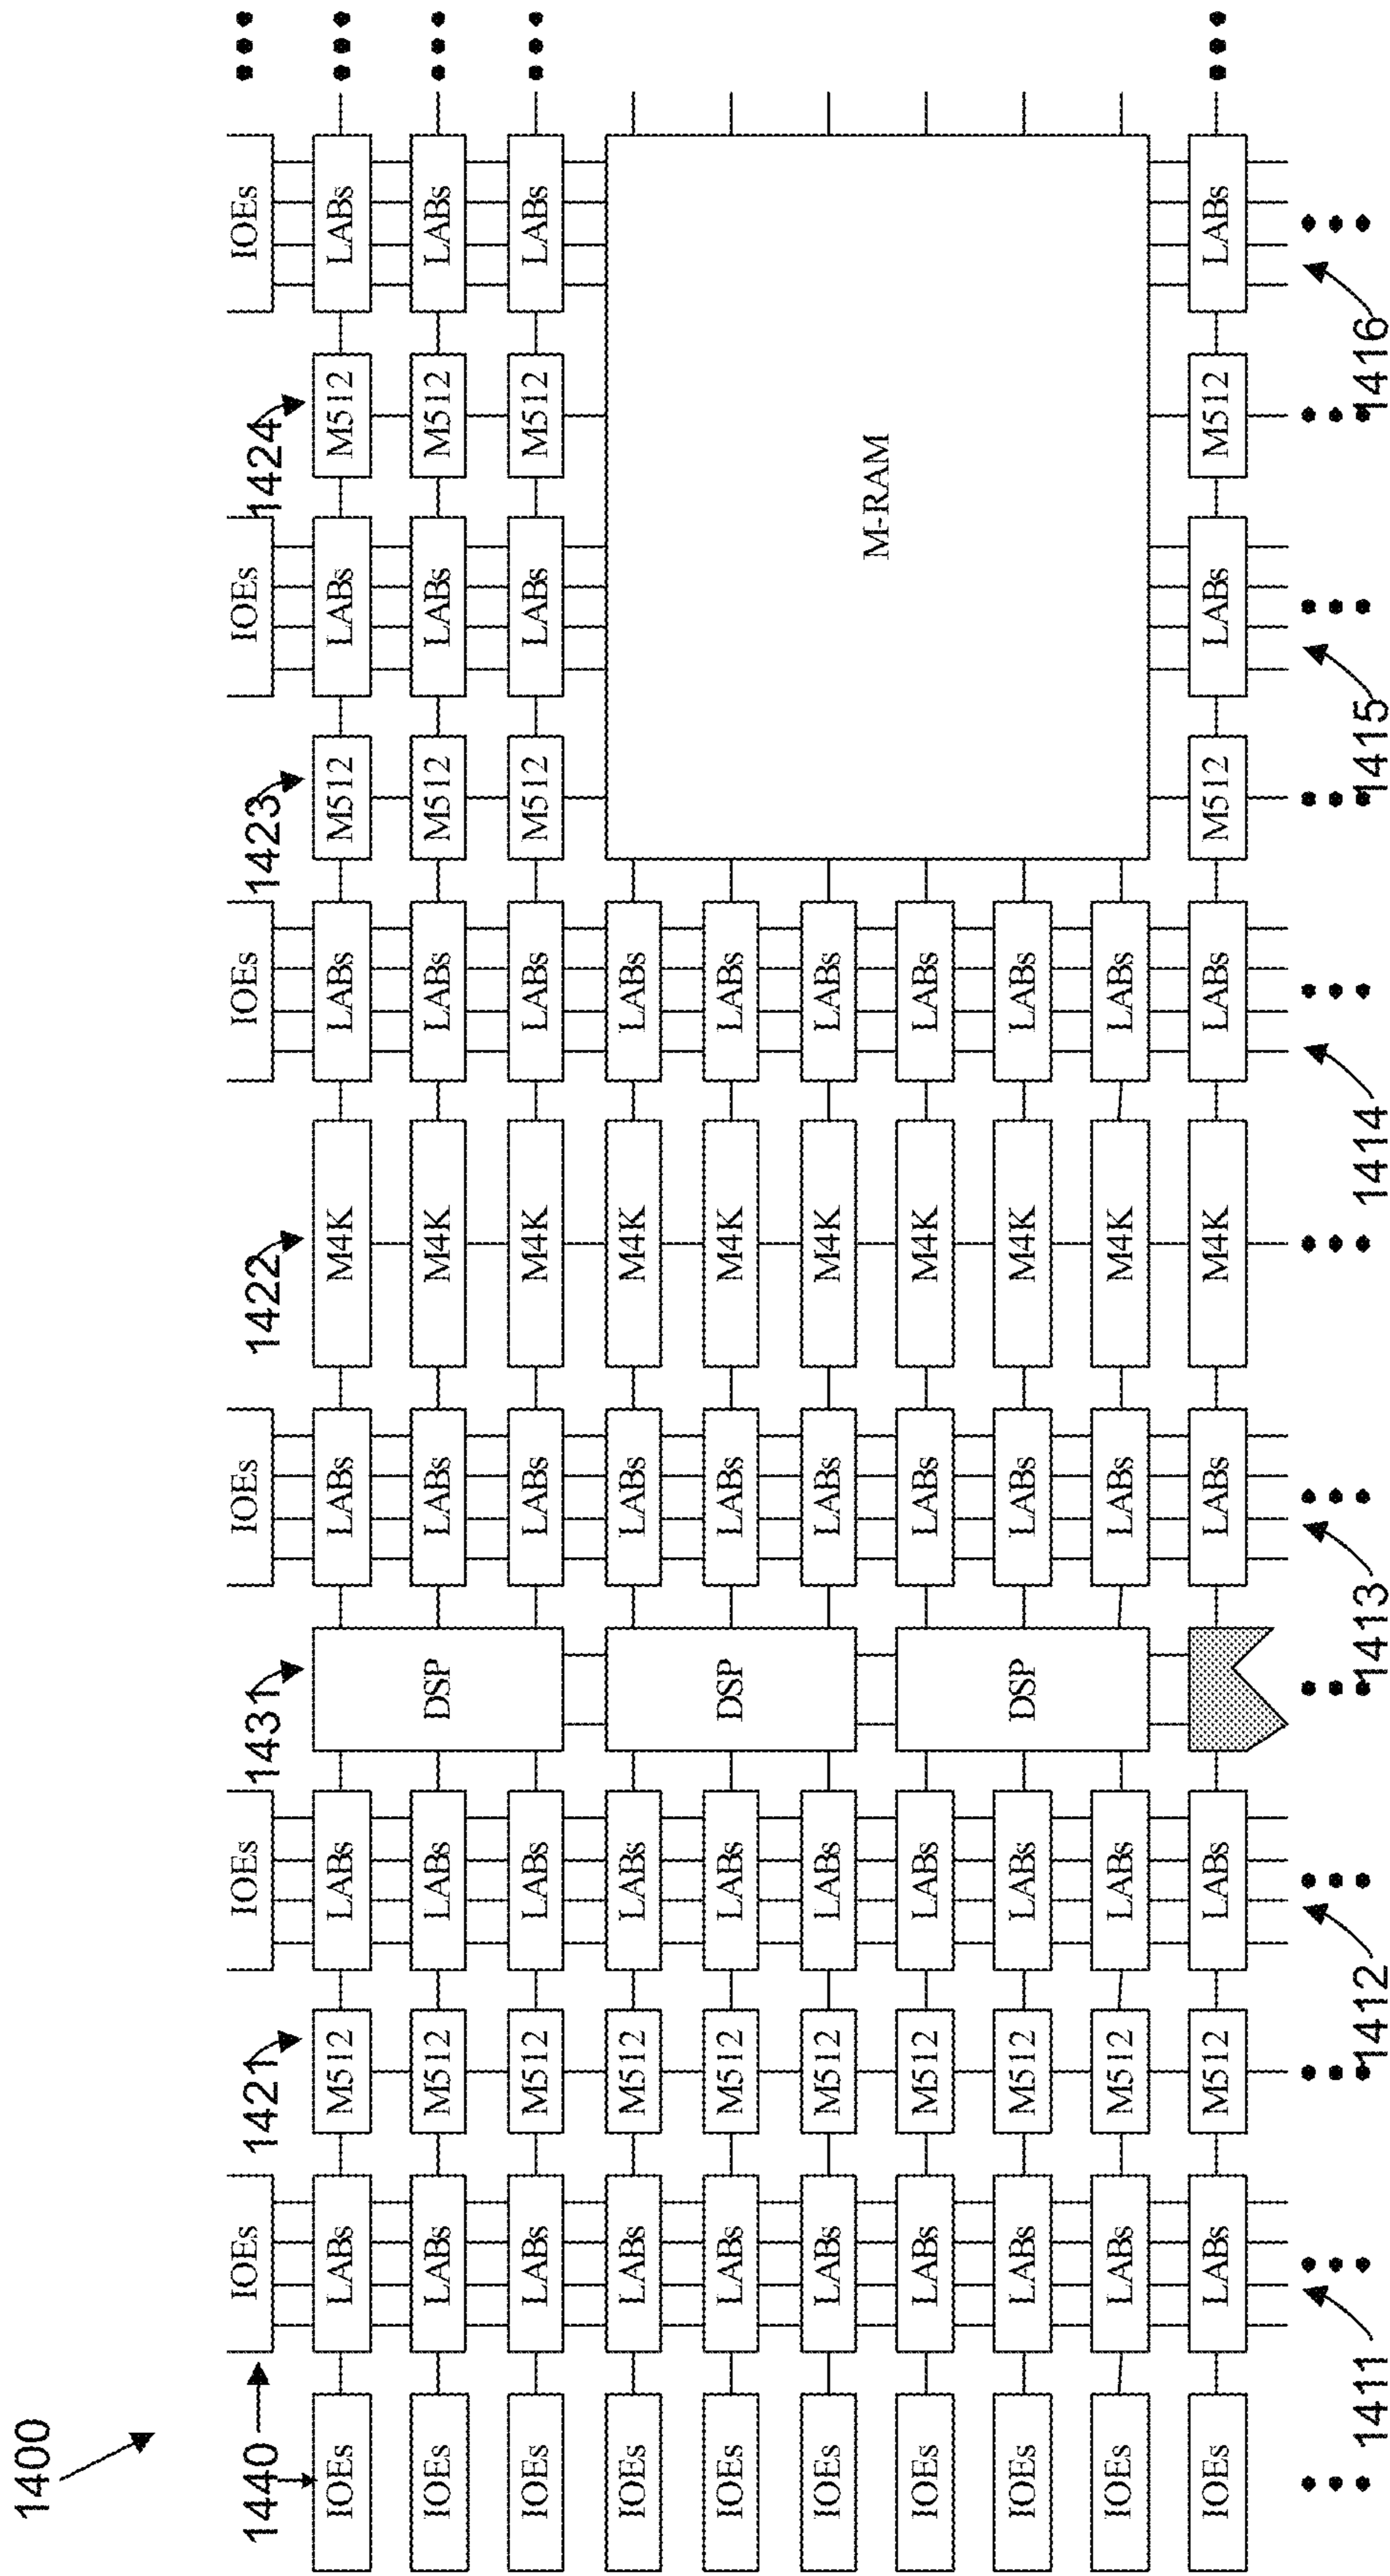 1400
IOEs IOEs IOEs IOEs IOEs IOEs
1440 1421 1431 1422 1423 1424
IOEs LABs M512 LABs LABs M4K LABs M512 LABs M512 LABs
IOEs LABs M512 LABs DSP LABs M4K LABs M512 LABs M512 LABs
IOEs LABs M512 LABs LABs M4K LABs M512 LABs M512 LABs
IOEs LABs M512 LABs LABs M4K LABs
IOEs LABs M512 LABs DSP LABs M4K LABs
IOEs LABs M512 LABs LABs M4K LABs
M-RAM
IOEs LABs M512 LABs LABs M4K LABs
IOEs LABs M512 LABs DSP LABs M4K LABs
IOEs LABs M512 LABs LABs M4K LABs
IOEs LABs M512 LABs LABs M4K LABs M512 LABs M512 LABs
1411 1412 1413 1414 1415 1416